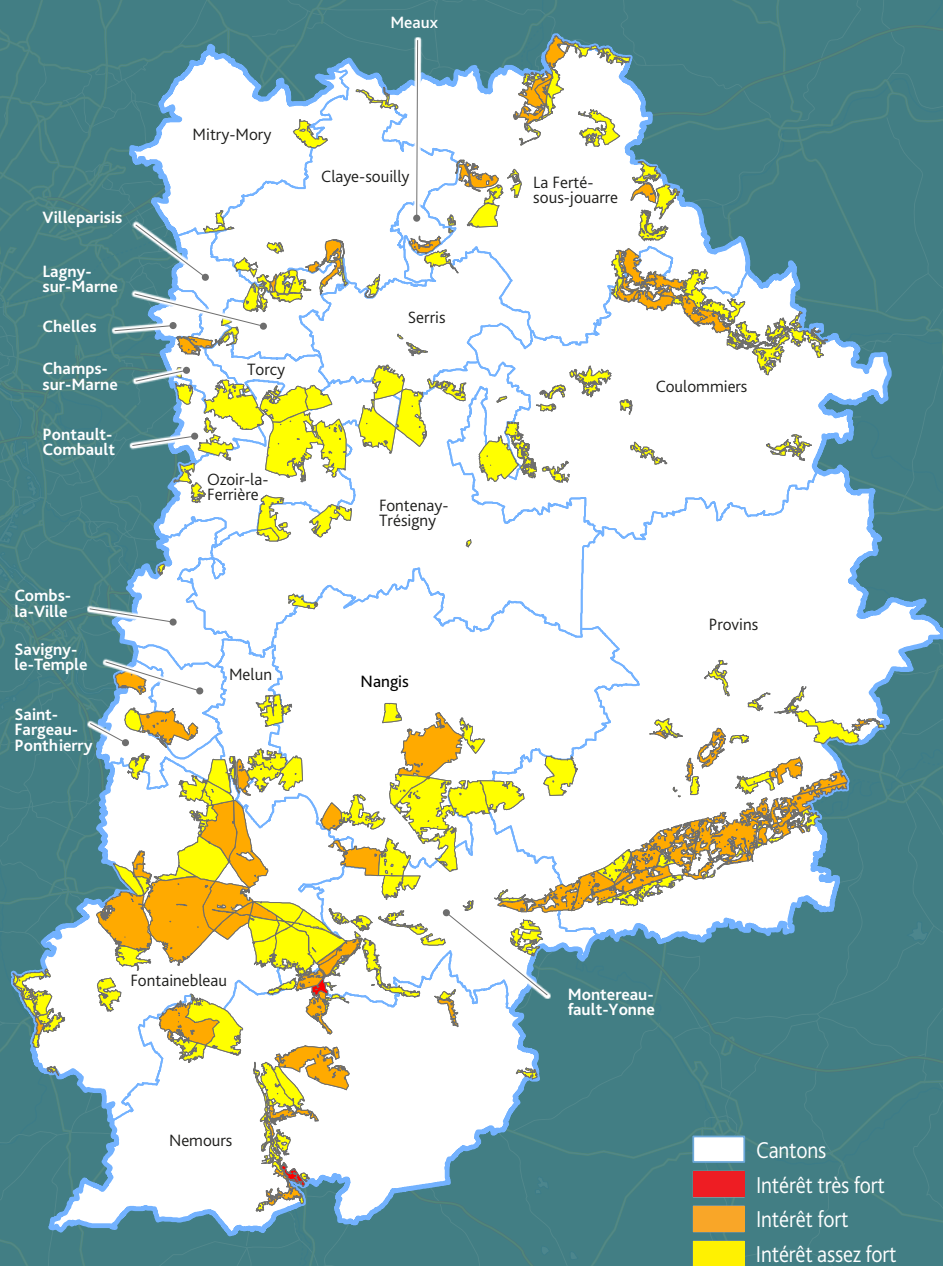 Meaux
Mitry-Mory
Claye-souilly
La Ferté-
sous-jouarre
Villeparisis
Lagny-
sur-Marne
Chelles
Serris
Champs-
sur-Marne
Torcy
Coulommiers
Pontault-
Combault
Ozoir-la-
Ferrière
Fontenay-
Trésigny
Combs-
la-Ville
Provins
Savigny-
le-Temple
Melun
Nangis
Saint-
Fargeau-
Ponthierry
Fontainebleau
Montereau-
fault-Yonne
Nemours
Cantons
Intérêt très fort
Intérêt fort
Intérêt assez fort